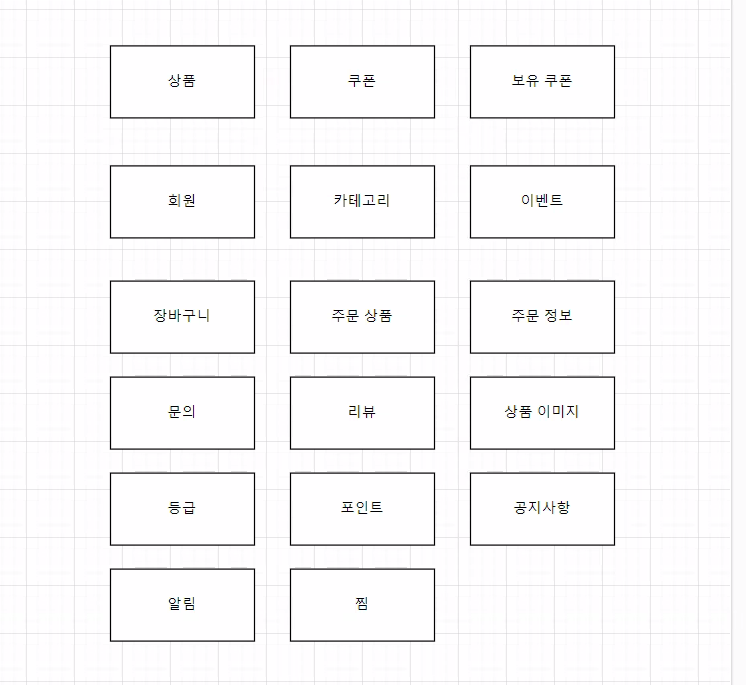 상품
쿠폰
보유 쿠폰
회원
카테고리
이벤트
장바구니
주문 상품
주문 정보
문의
리뷰
상품 이미지
등급
포인트
공지사항
알림
찜